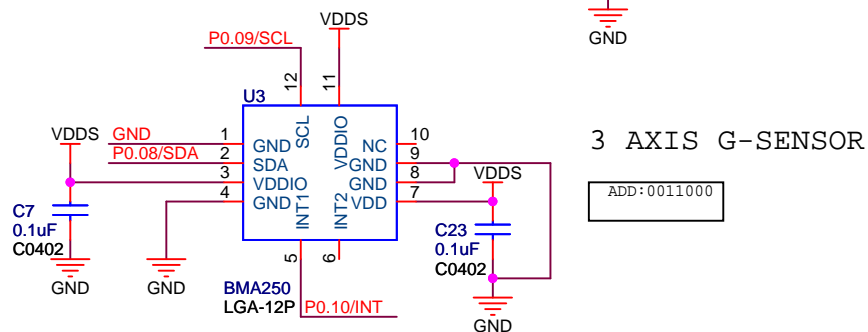 GND
P0.09/SCL
VDDS
12
11
U3
VDDS
GND
P0.08/SDA
1
2
3
4
GND
SDA
VDDIO
GND
SCL
VDDIO
INT1
INT2
NC
GND
GND
VDD
10
9
8
7
VDDS
3 AXIS G-SENSOR
ADD:0011000
C7
0.1uF
C0402
C23
0.1uF
C0402
5
6
GND
GND
BMA250
LGA-12P
P0.10/INT
GND